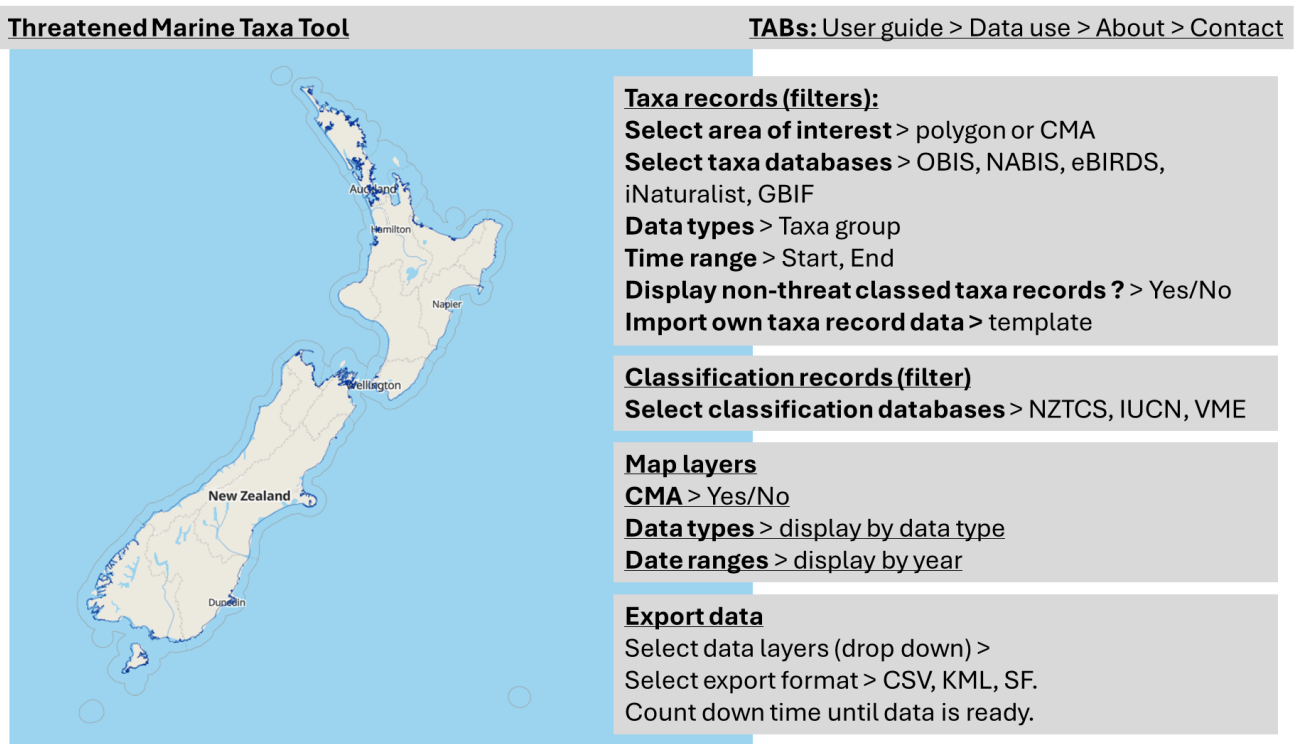 Threatened Marine Taxa Tool
TABs: User guide > Data use > About > Contact
Auckland
Hamilton
Napier
Wellington
New Zealand
Dunedin
Taxa records (filters):
Select area of interest > polygon or CMA
Select taxa databases > OBIS, NABIS, eBIRDS,
iNaturalist, GBIF
Data types > Taxa group
Time range > Start, End
Display non-threat classed taxa records ? > Yes/No
Import own taxa record data > template
Classification records (filter)
Select classification databases > NZTCS, IUCN, VME
Map layers
CMA > Yes/No
Data types > display by data type
Date ranges > display by year
Export data
Select data layers (drop down) >
Select export format > CSV, KML, SF.
Count down time until data is ready.